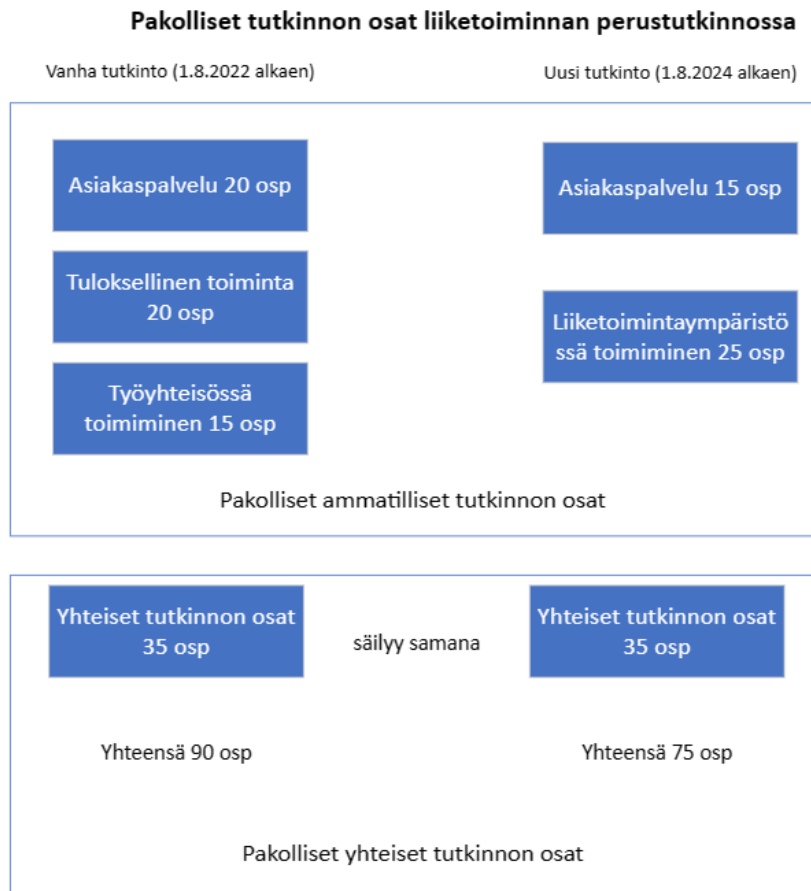 Pakolliset tutkinnon osat liiketoiminnan perustutkinnossa
Vanha tutkinto (1.8.2022 alkaen)
Uusi tutkinto (1.8.2024 alkaen)
Asiakaspalvelu 20 osp
Asiakaspalvelu 15 osp
Tuloksellinen toiminta
20 osp
Liiketoimintaympäristö
ssä toimiminen 25 osp
Työyhteisössä
toimiminen 15 osp
Pakolliset ammatilliset tutkinnon osat
Yhteiset tutkinnon osat
35 osp
säilyy samana
Yhteiset tutkinnon osat
35 osp
Yhteensä 90 osp
Yhteensä 75 osp
Pakolliset yhteiset tutkinnon osat